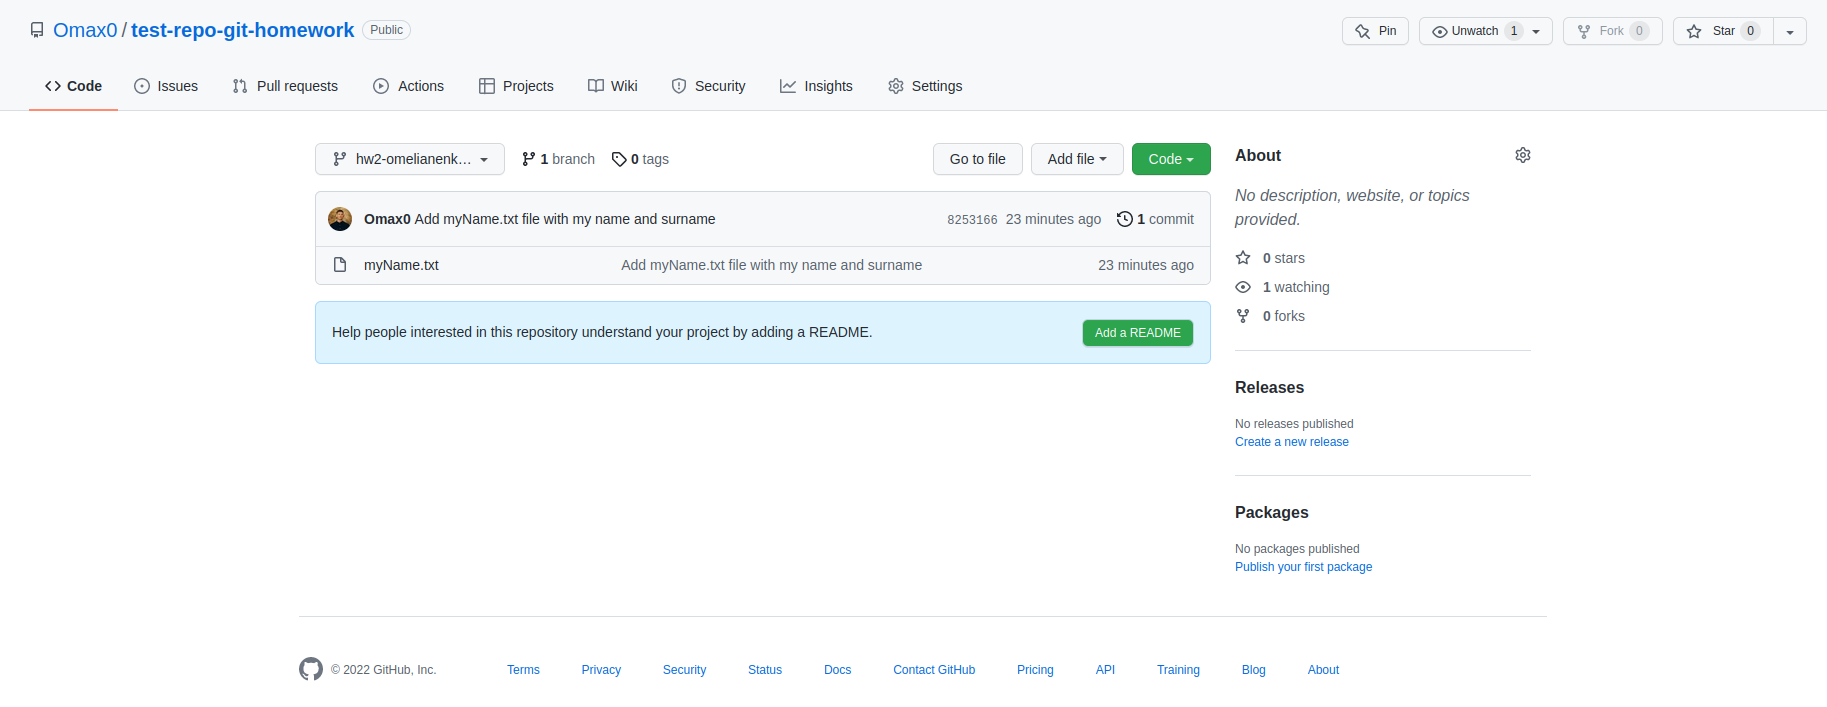 Omax0 / test-repo-git-homework Public Pin Unwatch 1 Fork 0 Star 0
Code Issues Pull requests Actions Projects Wiki Security Insights Settings
hw2-omelianenk... 1 branch 0 tags Go to file Add file Code
Omax0 Add myName.txt file with my name and surname 8253166 23 minutes ago 1 commit
myName.txt Add myName.txt file with my name and surname 23 minutes ago
Help people interested in this repository understand your project by adding a README. Add a README
About
No description, website, or topics
provided.
0 stars
1 watching
0 forks
Releases
No releases published
Create a new release
Packages
No packages published
Publish your first package
© 2022 GitHub, Inc. Terms Privacy Security Status Docs Contact GitHub Pricing API Training Blog About